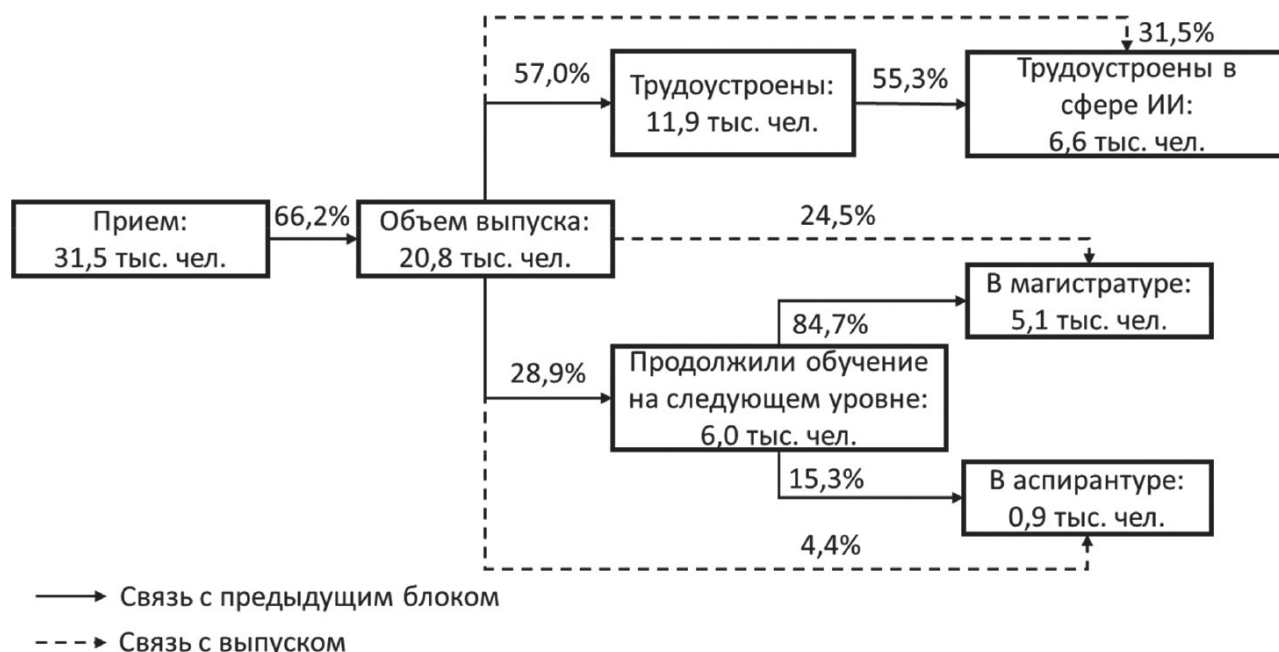 31,5%
57,0%
Трудоустроены:
11,9 тыс. чел.
55,3%
Трудоустроены в
сфере ИИ:
6,6 тыс. чел.
Прием:
31,5 тыс. чел.
66,2%
Объем выпуска:
20,8 тыс. чел.
24,5%
В магистратуре:
5,1 тыс. чел.
84,7%
28,9%
Продолжили обучение
на следующем уровне:
6,0 тыс. чел.
15,3%
В аспирантуре:
0,9 тыс. чел.
4,4%
Связь с предыдущим блоком
Связь с выпуском